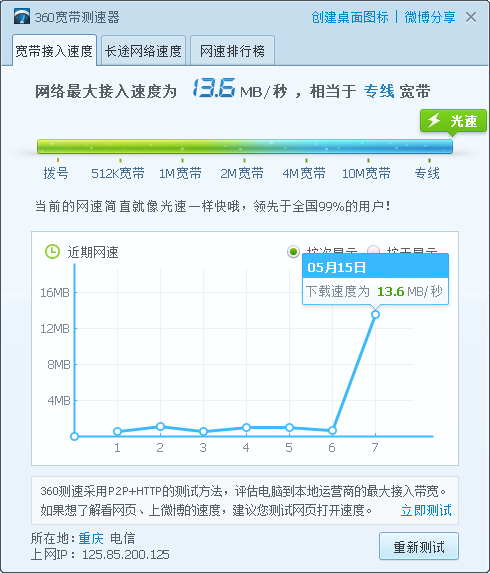 360宽带测速器 创建桌面图标 | 微博分享
宽带接入速度 长途网络速度 网速排行榜
网络最大接入速度为 13.6 MB/秒 ，相当于 专线 宽带
光速
拨号 512K宽带 1M宽带 2M宽带 4M宽带 10M宽带 专线
当前的网速简直就像光速一样快哦，领先于全国99%的用户！
近期网速
05月15日
下载速度为 13.6MB/秒
16MB
12MB
8MB
4MB
1 2 3 4 5 6 7
360测速采用P2P+HTTP的测试方法，评估电脑到本地运营商的最大接入带宽。
如果想了解看网页、上微博的速度，建议您测试网页打开速度。 立即测试
所在地:重庆 电信
上网IP：125.85.200.125
重新测试